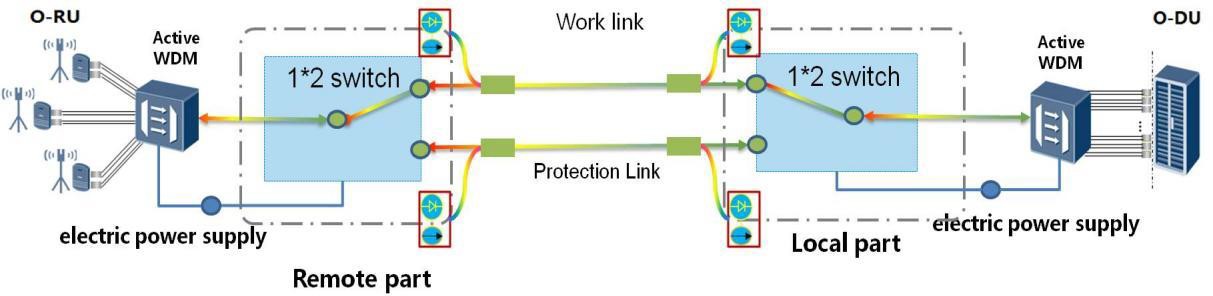 O-RU
Active
WDM
1*2 switch
electric power supply
Remote part
Work link
Protection Link
1*2 switch
Local part
Active
WDM
O-DU
electric power supply